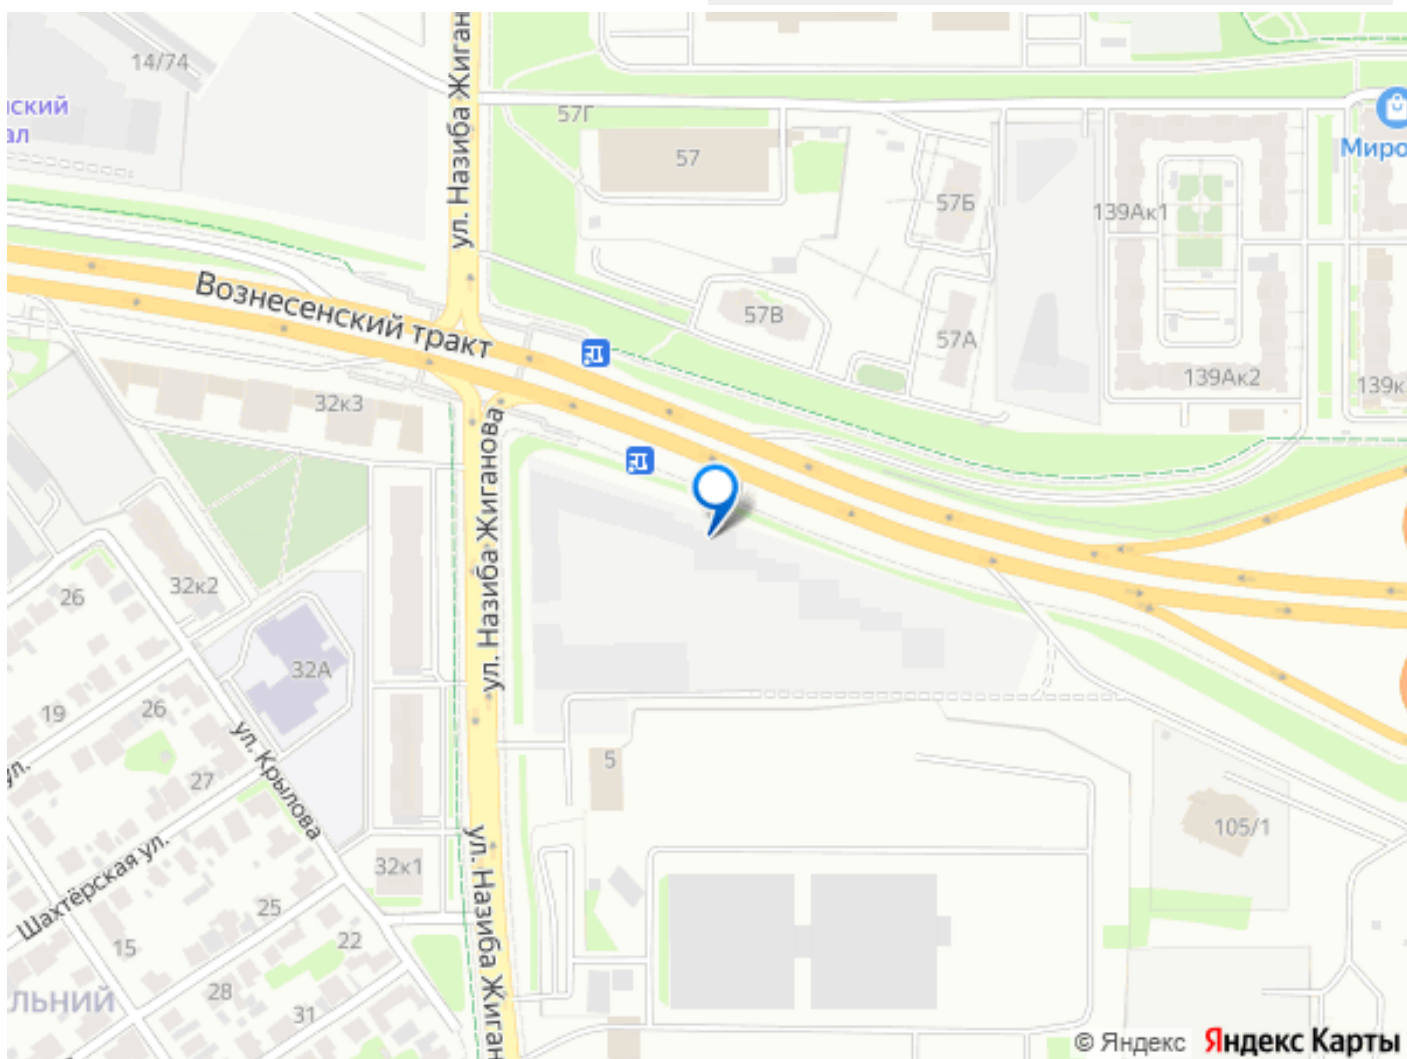 14/74
ский
ал
ул. Назиба Жиган
57Г
57
57Б
139Ак1
Миро
Вознесенский тракт
57В
57А
139Ак2
139к
32к3
ул. Назиба Жиганова
32к2
26
32А
19
26
ул.
27
ул. Крылова
5
105/1
Шахтёрская ул.
32к1
ул. Назиба Жиган
25
22
15
28
31
льний
© Яндекс Яндекс Карты